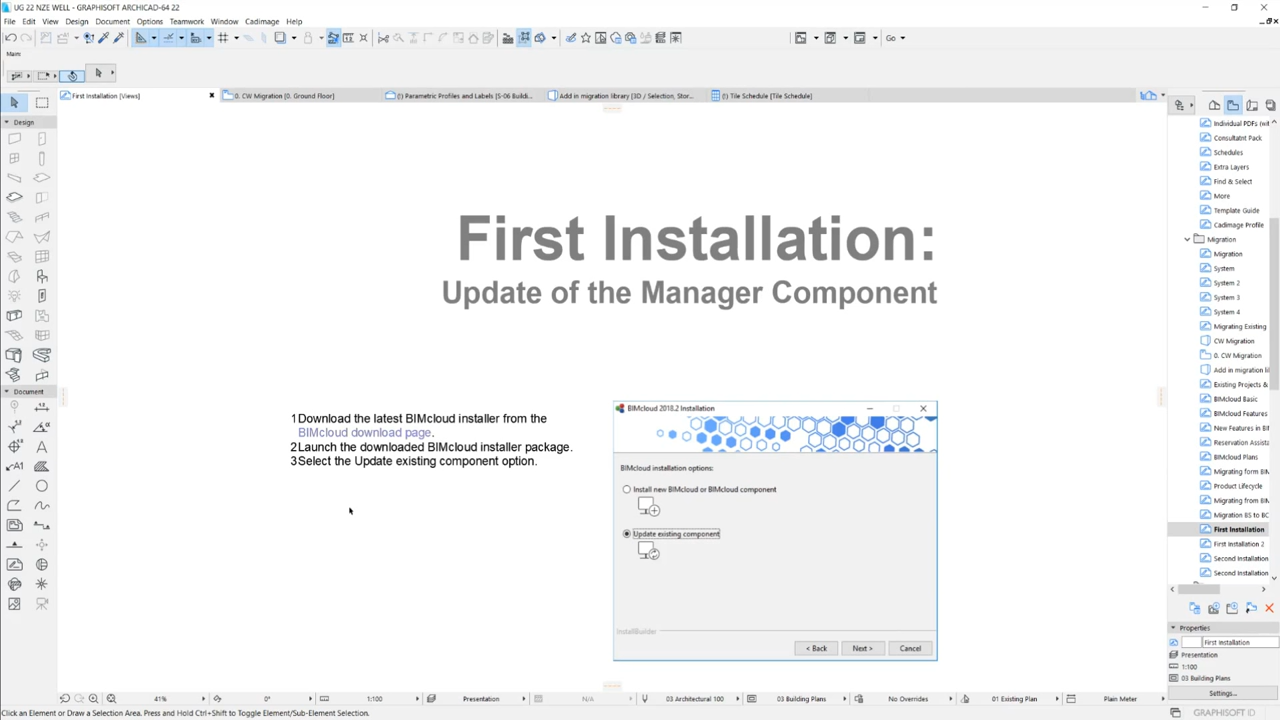 UG 22 NZE WELL - GRAPHISOFT ARCHICAD-64 22
File Edit View Design Document Options Teamwork Window Cadimage Help
Go
Main:
First Installation [Views]
0. CW Migration [0. Ground Floor]
(!) Parametric Profiles and Labels [S-06 Buildi...
Add in migration library [3D / Selection, Stor...
(!) Tile Schedule [Tile Schedule]
Design
Document
First Installation:
Update of the Manager Component
1Download the latest BIMcloud installer from the
BIMcloud download page.
2Launch the downloaded BIMcloud installer package.
3Select the Update existing component option.
BIMcloud 2018.2 Installation
BIMcloud installation options:
Install new BIMcloud or BIMcloud component
Update existing component
InstallBuilder
< Back
Next >
Cancel
Individual PDFs (wit
Consultatnt Pack
Schedules
Extra Layers
Find & Select
More
Template Guide
Cadimage Profile
Migration
Migration
System
System 2
System 3
System 4
Migrating Existing
CW Migration
0. CW Migration
Add in migration li
Existing Projects &
BIMcloud Basic
BIMcloud Features
New Features in BI
Reservation Assista
BIMcloud Plans
Migrating form BIM
Product Lifecycle
Migrating from BIM
Migration BS to BC
First Installation
First Installation 2
Second Installation
Second Installation
Properties
First Installation
Presentation
1:100
03 Building Plans
Settings...
41%
0°
1:100
Presentation
N/A
03 Architectural 100
03 Building Plans
No Overrides
01 Existing Plan
Plain Meter
Click an Element or Draw a Selection Area. Press and Hold Ctrl+Shift to Toggle Element/Sub-Element Selection.
GRAPHISOFT ID